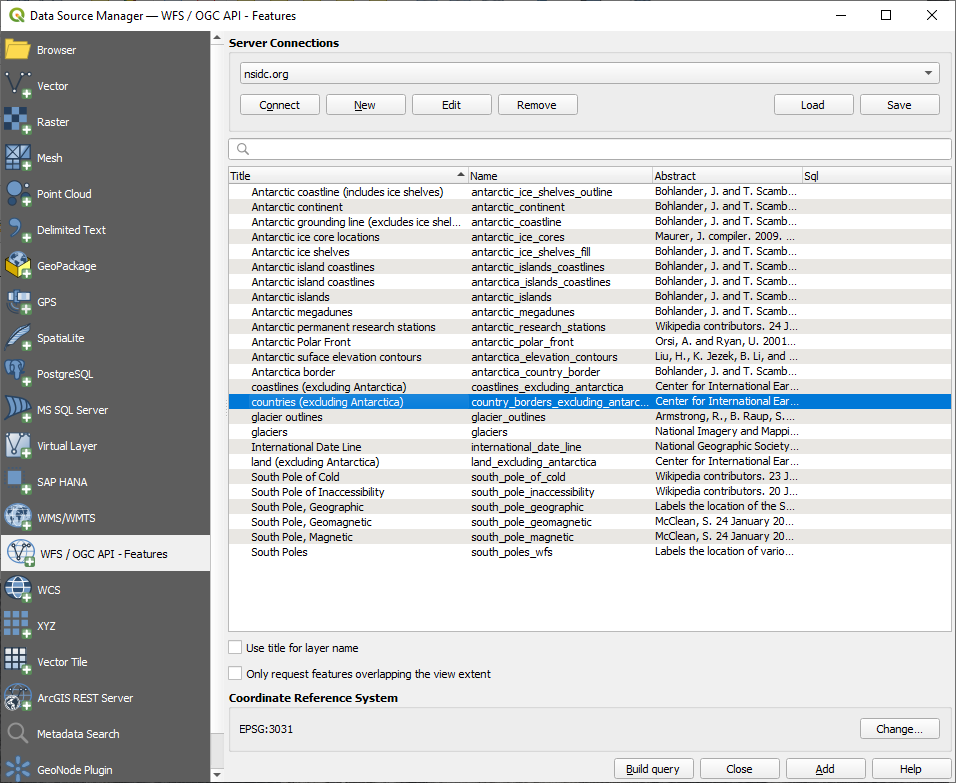 Data Source Manager — WFS / OGC API - Features
Browser
Vector
Raster
Mesh
Point Cloud
Delimited Text
GeoPackage
GPS
SpatiaLite
PostgreSQL
MS SQL Server
Virtual Layer
SAP HANA
WMS/WMTS
WFS / OGC API - Features
WCS
XYZ
Vector Tile
ArcGIS REST Server
Metadata Search
GeoNode Plugin
Server Connections
nsidc.org
Connect New Edit Remove Load Save
Title Name Abstract Sql
Antarctic coastline (includes ice shelves) antarctic_ice_shelves_outline Bohlander, J. and T. Scamb...
Antarctic continent antarctic_continent Bohlander, J. and T. Scamb...
Antarctic grounding line (excludes ice shel... antarctic_coastline Bohlander, J. and T. Scamb...
Antarctic ice core locations antarctic_ice_cores Maurer, J. compiler. 2009. ...
Antarctic ice shelves antarctic_ice_shelves_fill Bohlander, J. and T. Scamb...
Antarctic island coastlines antarctic_islands_coastlines Bohlander, J. and T. Scamb...
Antarctic island coastlines antarctica_islands_coastlines Bohlander, J. and T. Scamb...
Antarctic islands antarctic_islands Bohlander, J. and T. Scamb...
Antarctic megadunes antarctic_megadunes Bohlander, J. and T. Scamb...
Antarctic permanent research stations antarctic_research_stations Wikipedia contributors. 24 J...
Antarctic Polar Front antarctic_polar_front Orsi, A. and Ryan, U. 2001...
Antarctic suface elevation contours antarctica_elevation_contours Liu, H., K. Jezek, B. Li, and ...
Antarctica border antarctica_country_border Bohlander, J. and T. Scamb...
coastlines (excluding Antarctica) coastlines_excluding_antarctica Center for International Ear...
countries (excluding Antarctica) country_borders_excluding_antarc... Center for International Ear...
glacier outlines glacier_outlines Armstrong, R., B. Raup, S....
glaciers glaciers National Imagery and Mappi...
International Date Line international_date_line National Geographic Society...
land (excluding Antarctica) land_excluding_antarctica Center for International Ear...
South Pole of Cold south_pole_of_cold Wikipedia contributors. 23 J...
South Pole of Inaccessibility south_pole_inaccessibility Wikipedia contributors. 20 J...
South Pole, Geographic south_pole_geographic Labels the location of the S...
South Pole, Geomagnetic south_pole_geomagnetic McClean, S. 24 January 20...
South Pole, Magnetic south_pole_magnetic McClean, S. 24 January 20...
South Poles south_poles_wfs Labels the location of vario...
Use title for layer name
Only request features overlapping the view extent
Coordinate Reference System
EPSG:3031 Change...
Build query Close Add Help